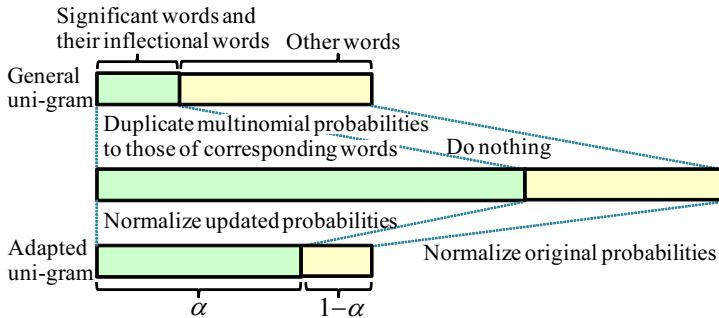 Significant words and
their inflectional words
Other words
General
uni-gram
Duplicate multinomial probabilities
to those of corresponding words
Do nothing
Normalize updated probabilities
Adapted
uni-gram
Normalize original probabilities
α
1−α